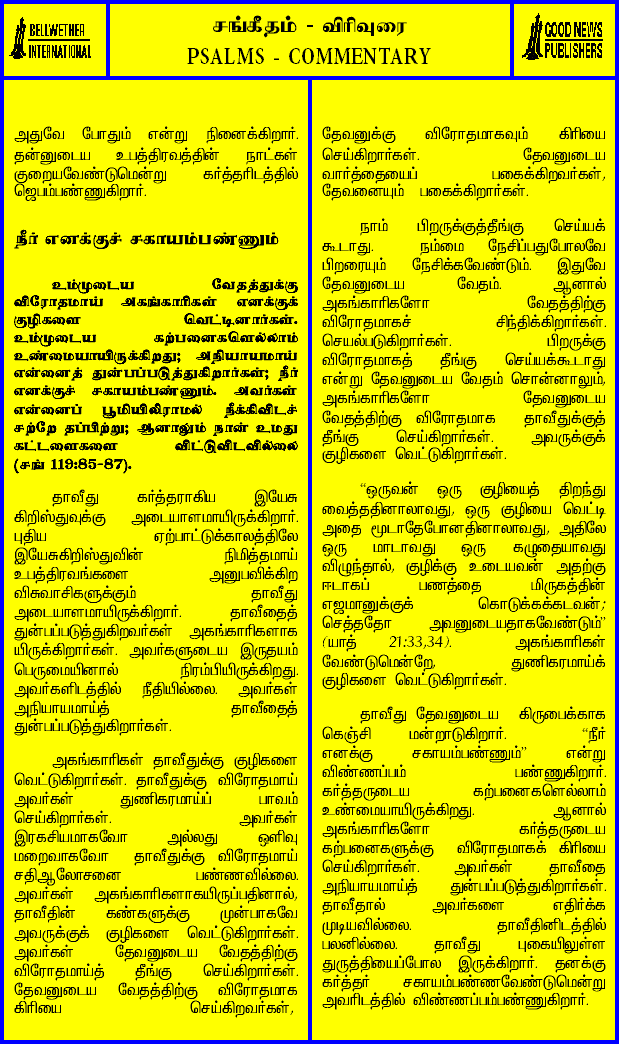 BELLWETHER
INTERNATIONAL
சங்கீதம் - விரிவுரை
PSALMS - COMMENTARY
GOOD NEWS
PUBLISHERS
அதுவே போதும் என்று நினைக்கிறார்.
தன்னுடைய உபத்திரவத்தின் நாட்கள்
குறையவேண்டுமென்று கர்த்தரிடத்தில்
ஜெபம்பண்ணுகிறார்.
நீர் எனக்குச் சகாயம்பண்ணும்
உம்முடைய வேதத்துக்கு
விரோதமாய் அகங்காரிகள் எனக்குக்
குழிகளை வெட்டினார்கள்.
உம்முடைய கற்பனைகளெல்லாம்
உண்மையாயிருக்கிறது; அநியாயமாய்
என்னைத் துன்பப்படுத்துகிறார்கள்; நீர்
எனக்குச் சகாயம்பண்ணும். அவர்கள்
என்னைப் பூமியிலிராமல் நீக்கிவிடச்
சற்றே தப்பிற்று; ஆனாலும் நான் உமது
கட்டளைகளை விட்டுவிடவில்லை
(சங் 119:85-87).
தாவீது கர்த்தராகிய இயேசு
கிறிஸ்துவுக்கு அடையாளமாயிருக்கிறார்.
புதிய ஏற்பாட்டுக்காலத்திலே
இயேசுகிறிஸ்துவின் நிமித்தமாய்
உபத்திரவங்களை அனுபவிக்கிற
விசுவாசிகளுக்கும் தாவீது
அடையாளமாயிருக்கிறார். தாவீதைத்
துன்பப்படுத்துகிறவர்கள் அகங்காரிகளாக
யிருக்கிறார்கள். அவர்களுடைய இருதயம்
பெருமையினால் நிரம்பியிருக்கிறது.
அவர்களிடத்தில் நீதியில்லை. அவர்கள்
அநியாயமாய்த் தாவீதைத்
துன்பப்படுத்துகிறார்கள்.
அகங்காரிகள் தாவீதுக்கு குழிகளை
வெட்டுகிறார்கள். தாவீதுக்கு விரோதமாய்
அவர்கள் துணிகரமாய்ப் பாவம்
செய்கிறார்கள். அவர்கள்
இரகசியமாகவோ அல்லது ஒளிவு
மறைவாகவோ தாவீதுக்கு விரோதமாய்
சதிஆலோசனை பண்ணவில்லை.
அவர்கள் அகங்காரிகளாகயிருப்பதினால்,
தாவீதின் கண்களுக்கு முன்பாகவே
அவருக்குக் குழிகளை வெட்டுகிறார்கள்.
அவர்கள் தேவனுடைய வேதத்திற்கு
விரோதமாய்த் தீங்கு செய்கிறார்கள்.
தேவனுடைய வேதத்திற்கு விரோதமாக
கிரியை செய்கிறவர்கள்,
தேவனுக்கு விரோதமாகவும் கிரியை
செய்கிறார்கள். தேவனுடைய
வார்த்தையைப் பகைக்கிறவர்கள்,
தேவனையும் பகைக்கிறார்கள்.
நாம் பிறருக்குத்தீங்கு செய்யக்
கூடாது. நம்மை நேசிப்பதுபோலவே
பிறரையும் நேசிக்கவேண்டும். இதுவே
தேவனுடைய வேதம். ஆனால்
அகங்காரிகளோ வேதத்திற்கு
விரோதமாகச் சிந்திக்கிறார்கள்.
செயல்படுகிறார்கள். பிறருக்கு
விரோதமாகத் தீங்கு செய்யக்கூடாது
என்று தேவனுடைய வேதம் சொன்னாலும்,
அகங்காரிகளோ தேவனுடைய
வேதத்திற்கு விரோதமாக தாவீதுக்குத்
தீங்கு செய்கிறார்கள். அவருக்குக்
குழிகளை வெட்டுகிறார்கள்.
“ஒருவன் ஒரு குழியைத் திறந்து
வைத்ததினாலாவது, ஒரு குழியை வெட்டி
அதை மூடாதேபோனதினாலாவது, அதிலே
ஒரு மாடாவது ஒரு கழுதையாவது
விழுந்தால், குழிக்கு உடையவன் அதற்கு
ஈடாகப் பணத்தை மிருகத்தின்
எஜமானுக்குக் கொடுக்கக்கடவன்;
செத்ததோ அவனுடையதாகவேண்டும்”
(யாத் 21:33,34). அகங்காரிகள்
வேண்டுமென்றே, துணிகரமாய்க்
குழிகளை வெட்டுகிறார்கள்.
தாவீது தேவனுடைய கிருபைக்காக
கெஞ்சி மன்றாடுகிறார். “நீர்
எனக்கு சகாயம்பண்ணும்” என்று
விண்ணப்பம் பண்ணுகிறார்.
கர்த்தருடைய கற்பனைகளெல்லாம்
உண்மையாயிருக்கிறது. ஆனால்
அகங்காரிகளோ கர்த்தருடைய
கற்பனைகளுக்கு விரோதமாகக் கிரியை
செய்கிறார்கள். அவர்கள் தாவீதை
அநியாயமாய்த் துன்பப்படுத்துகிறார்கள்.
தாவீதால் அவர்களை எதிர்க்க
முடியவில்லை. தாவீதினிடத்தில்
பலனில்லை. தாவீது புகையிலுள்ள
துருத்தியைப்போல இருக்கிறார். தனக்கு
கர்த்தர் சகாயம்பண்ணவேண்டுமென்று
அவரிடத்தில் விண்ணப்பம்பண்ணுகிறார்.